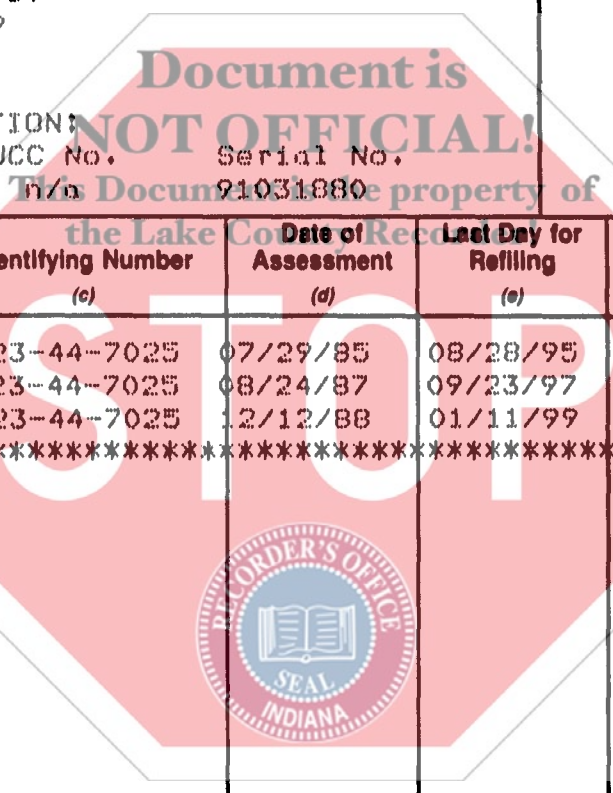 Document is
TION:
NOT OFFICIAL!
UCC No. Serial No.
n/a 91031880
This Document is the property of
the Lake County Recorder!
entifying Number Date of Assessment Last Day for Refiling
(c) (d) (e)
23-44-7025 07/29/85 08/28/95
23-44-7025 08/24/87 09/23/97
23-44-7025 12/12/88 01/11/99
STOP
RECORDER'S OFFICE
SEAL
INDIANA